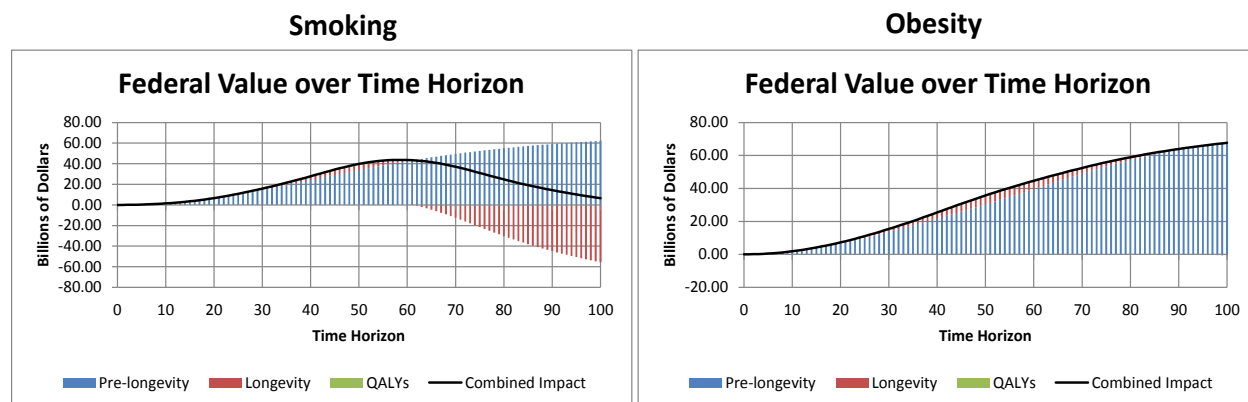 Smoking
Federal Value over Time Horizon
Billions of Dollars
80.00
60.00
40.00
20.00
0.00
-20.00
-40.00
-60.00
-80.00
0 10 20 30 40 50 60 70 80 90 100
Time Horizon
Pre-longevity Longevity QALYs Combined Impact
Obesity
Federal Value over Time Horizon
Billions of Dollars
80.00
60.00
40.00
20.00
0.00
-20.00
0 10 20 30 40 50 60 70 80 90 100
Time Horizon
Pre-longevity Longevity QALYs Combined Impact